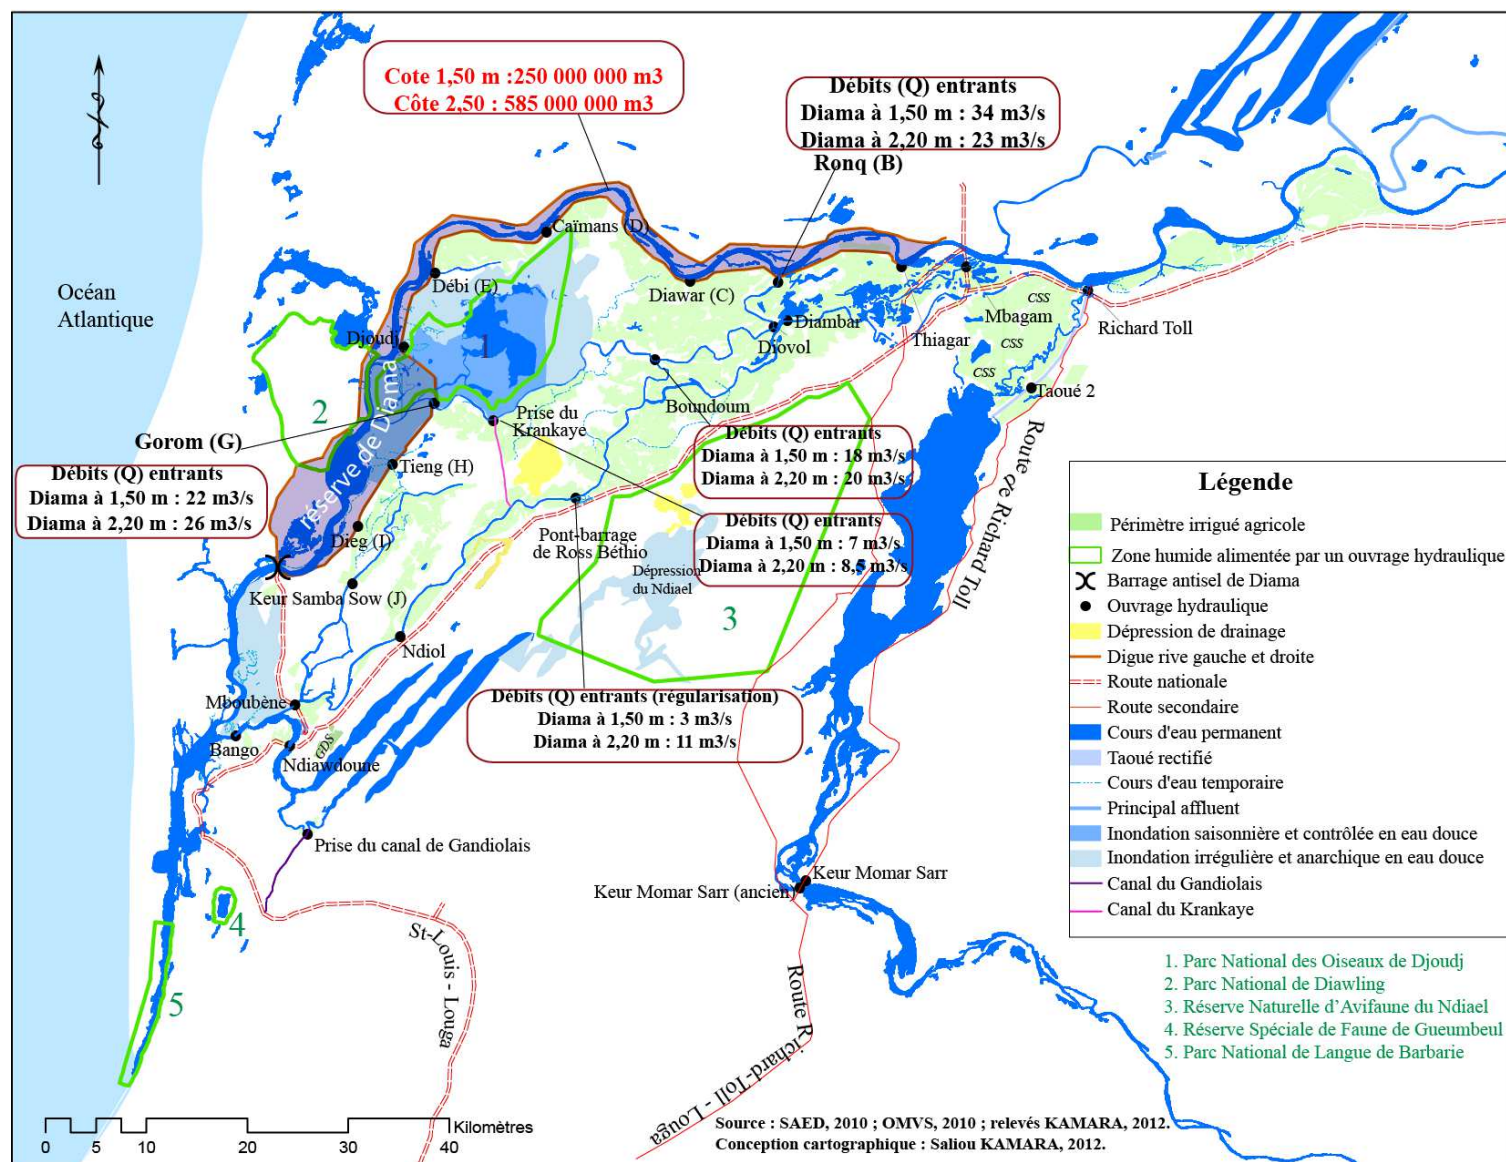 Cote 1,50 m :250 000 000 m3
Côte 2,50 : 585 000 000 m3
Débits (Q) entrants
Diama à 1,50 m : 34 m3/s
Diama à 2,20 m : 23 m3/s
Ronq (B)
Océan
Atlantique
Caïmans (D)
Débi (E)
Diawar (C)
Djoudj
1
2
Diambar
Diovol
Thiagar
CSS
Mbagam
CSS
CSS
Richard Toll
Taoué 2
Boundoum
Prise du
Krankaye
réserve de Diama
Gorom (G)
Tieng (H)
Débits (Q) entrants
Diama à 1,50 m : 22 m3/s
Diama à 2,20 m : 26 m3/s
Débits (Q) entrants
Diama à 1,50 m : 18 m3/s
Diama à 2,20 m : 20 m3/s
Débits (Q) entrants
Diama à 1,50 m : 7 m3/s
Diama à 2,20 m : 8,5 m3/s
Dieg (I)
Pont-barrage
de Ross Béthio
Dépression
du Ndiael
3
Route de Richard Toll
Keur Samba Sow (J)
Ndiol
Débits (Q) entrants (régularisation)
Diama à 1,50 m : 3 m3/s
Diama à 2,20 m : 11 m3/s
Mboubène
Bango
Ndiawdoune
GDS
Prise du canal de Gandiolais
Keur Momar Sarr
Keur Momar Sarr (ancien)
4
5
St-Louis - Louga
Route Richard-Toll - Louga
Légende
Périmètre irrigué agricole
Zone humide alimentée par un ouvrage hydraulique
Barrage antisel de Diama
Ouvrage hydraulique
Dépression de drainage
Digue rive gauche et droite
Route nationale
Route secondaire
Cours d'eau permanent
Taoué rectifié
Cours d'eau temporaire
Principal affluent
Inondation saisonnière et contrôlée en eau douce
Inondation irrégulière et anarchique en eau douce
Canal du Gandiolais
Canal du Krankaye
1. Parc National des Oiseaux de Djoudj
2. Parc National de Diawling
3. Réserve Naturelle d'Avifaune du Ndiael
4. Réserve Spéciale de Faune de Gueumbeul
5. Parc National de Langue de Barbarie
Kilomètres
0 5 10 20 30 40
Source : SAED, 2010 ; OMVS, 2010 ; relevés KAMARA, 2012.
Conception cartographique : Saliou KAMARA, 2012.